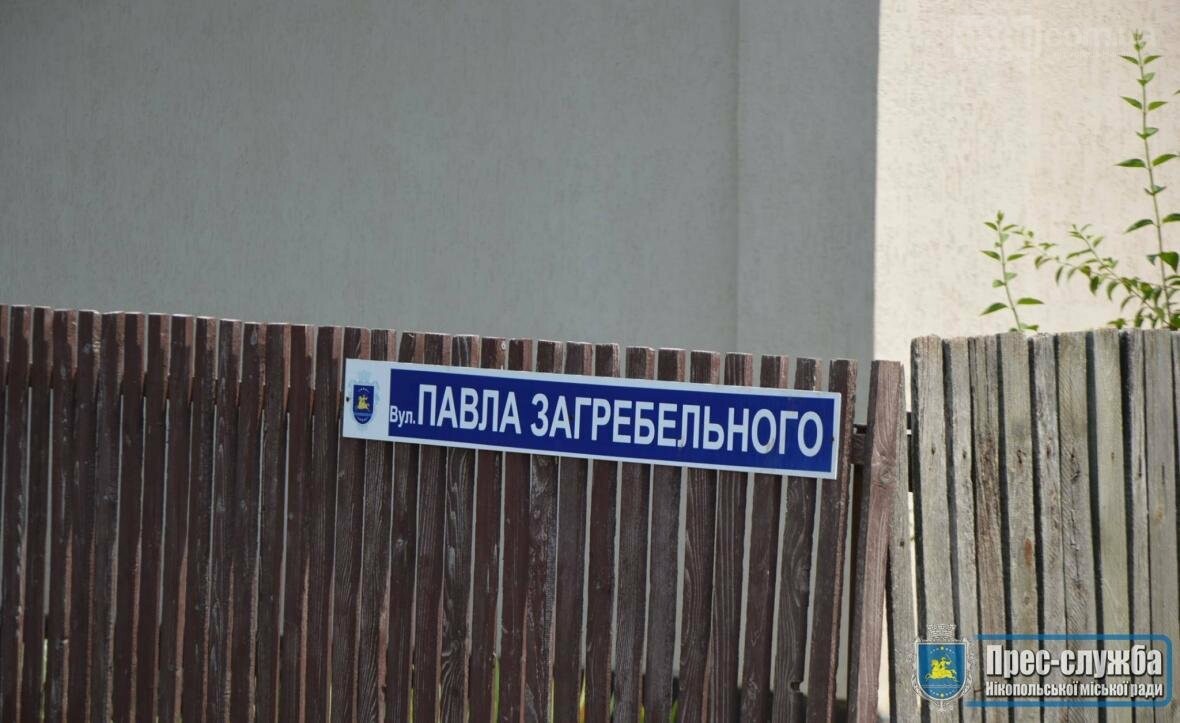 Вул. ПАВЛА ЗАГРЕБЕЛЬНОГО
Прес-служба
Нікопольської міської ради